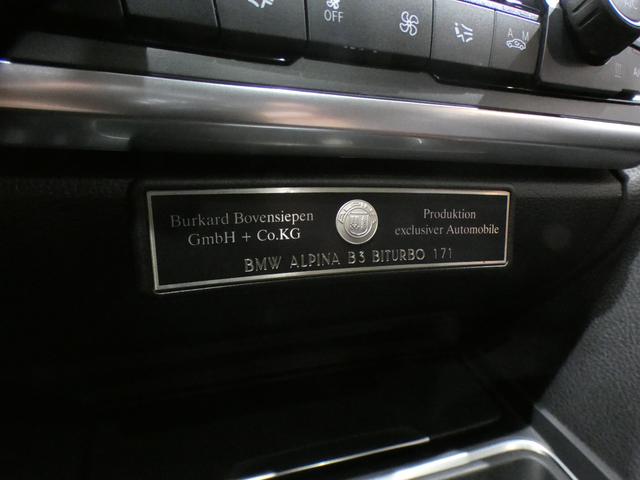 OFF
A M
Burkard Bovensiepen
GmbH + Co.KG
Produktion
exclusiver Automobile
BMW ALPINA B3 BITURBO 171